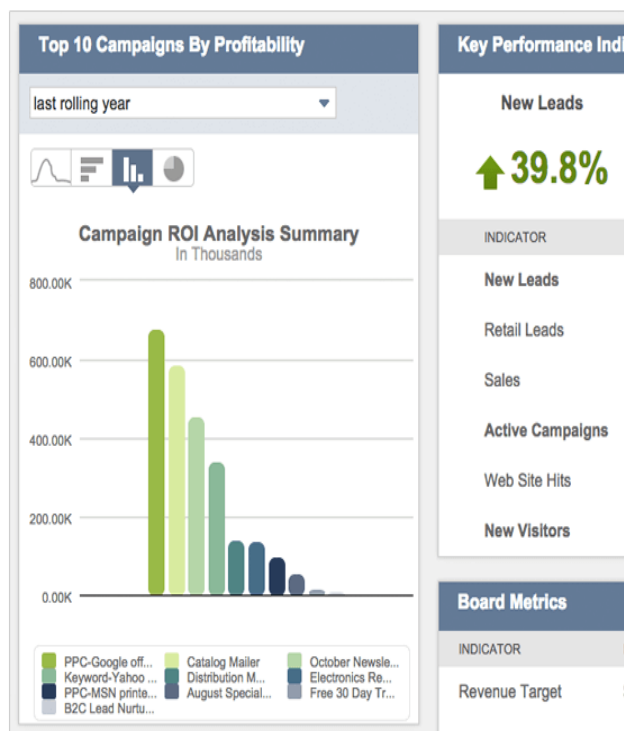 Top 10 Campaigns By Profitability
last rolling year
Campaign ROI Analysis Summary
In Thousands
800.00K
600.00K
400.00K
200.00K
0.00K
PPC-Google off...
Catalog Mailer
October Newsle...
Keyword-Yahoo ...
Distribution M...
Electronics Re...
PPC-MSN printe...
August Special...
Free 30 Day Tr...
B2C Lead Nurtu...
Key Performance Indi
New Leads
39.8%
INDICATOR
New Leads
Retail Leads
Sales
Active Campaigns
Web Site Hits
New Visitors
Board Metrics
INDICATOR
Revenue Target